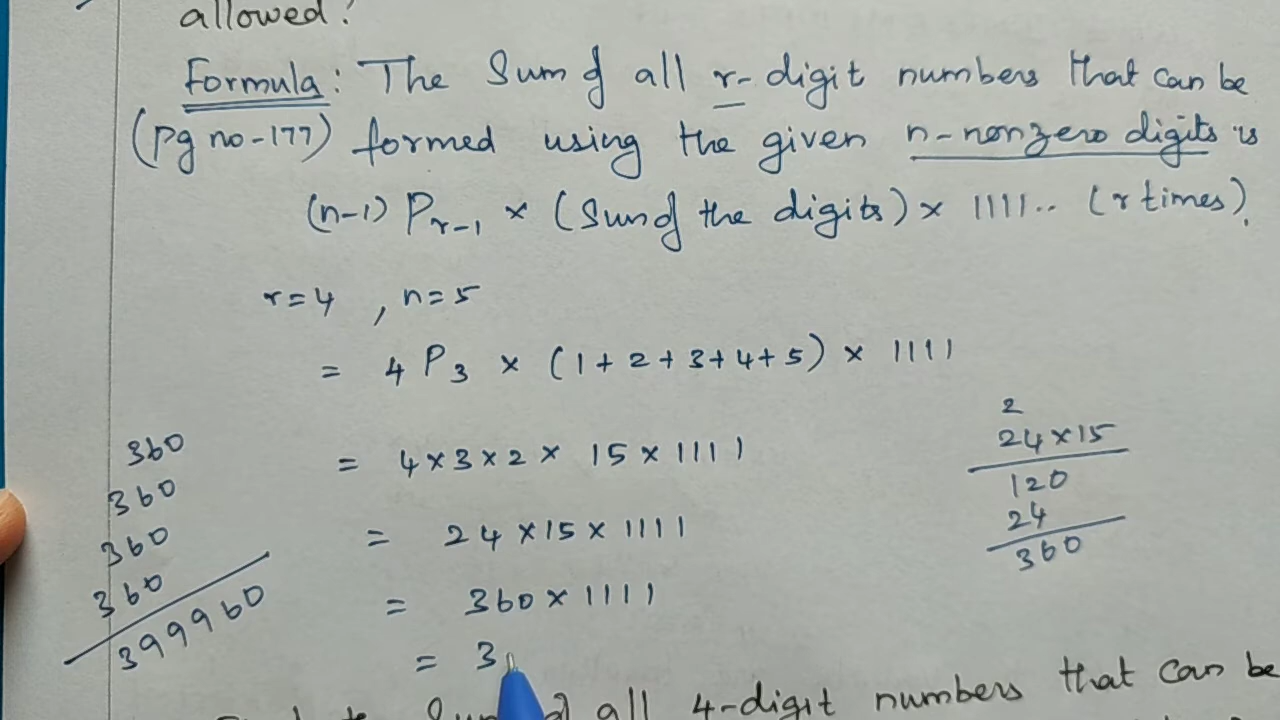 allowed?
Formula: The Sum of all r-digit numbers that can be
(pg no-177) formed using the given n-nonzero digits is
(n-1) P r-1 × (Sum of the digits) × 1111.. (r times).
r=4 , n=5
= 4 P 3 × (1+2+3+4+5) × 1111
= 4×3×2× 15×1111
= 24×15×1111
= 360×1111
= 3
360
360
360
360
399960
2
24×15
120
24
360
all 4-digit numbers that can be